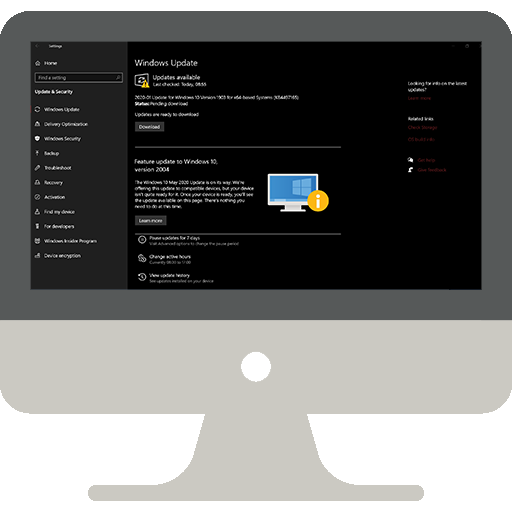 Settings
Home
Find a setting
Update & Security
Windows Update
Delivery Optimization
Windows Security
Backup
Troubleshoot
Recovery
Activation
Find my device
For developers
Windows Insider Program
Device encryption
Windows Update
Updates available
Last checked: Today, 08:55
2020-01 Update for Windows 10 Version 1903 for x64-based Systems (KB4497165)
Status: Pending download
Updates are ready to download
Download
Feature update to Windows 10,
version 2004
The Windows 10 May 2020 Update is on its way. We're
offering this update to compatible devices, but your device
isn't quite ready for it. Once your device is ready, you'll see
the update available on this page. There's nothing you
need to do at this time.
Learn more
Pause updates for 7 days
Visit Advanced options to change the pause period
Change active hours
Currently 08:00 to 17:00
View update history
See updates installed on your device
Looking for info on the latest
updates?
Learn more
Related links
Check Storage
OS build info
Get help
Give feedback